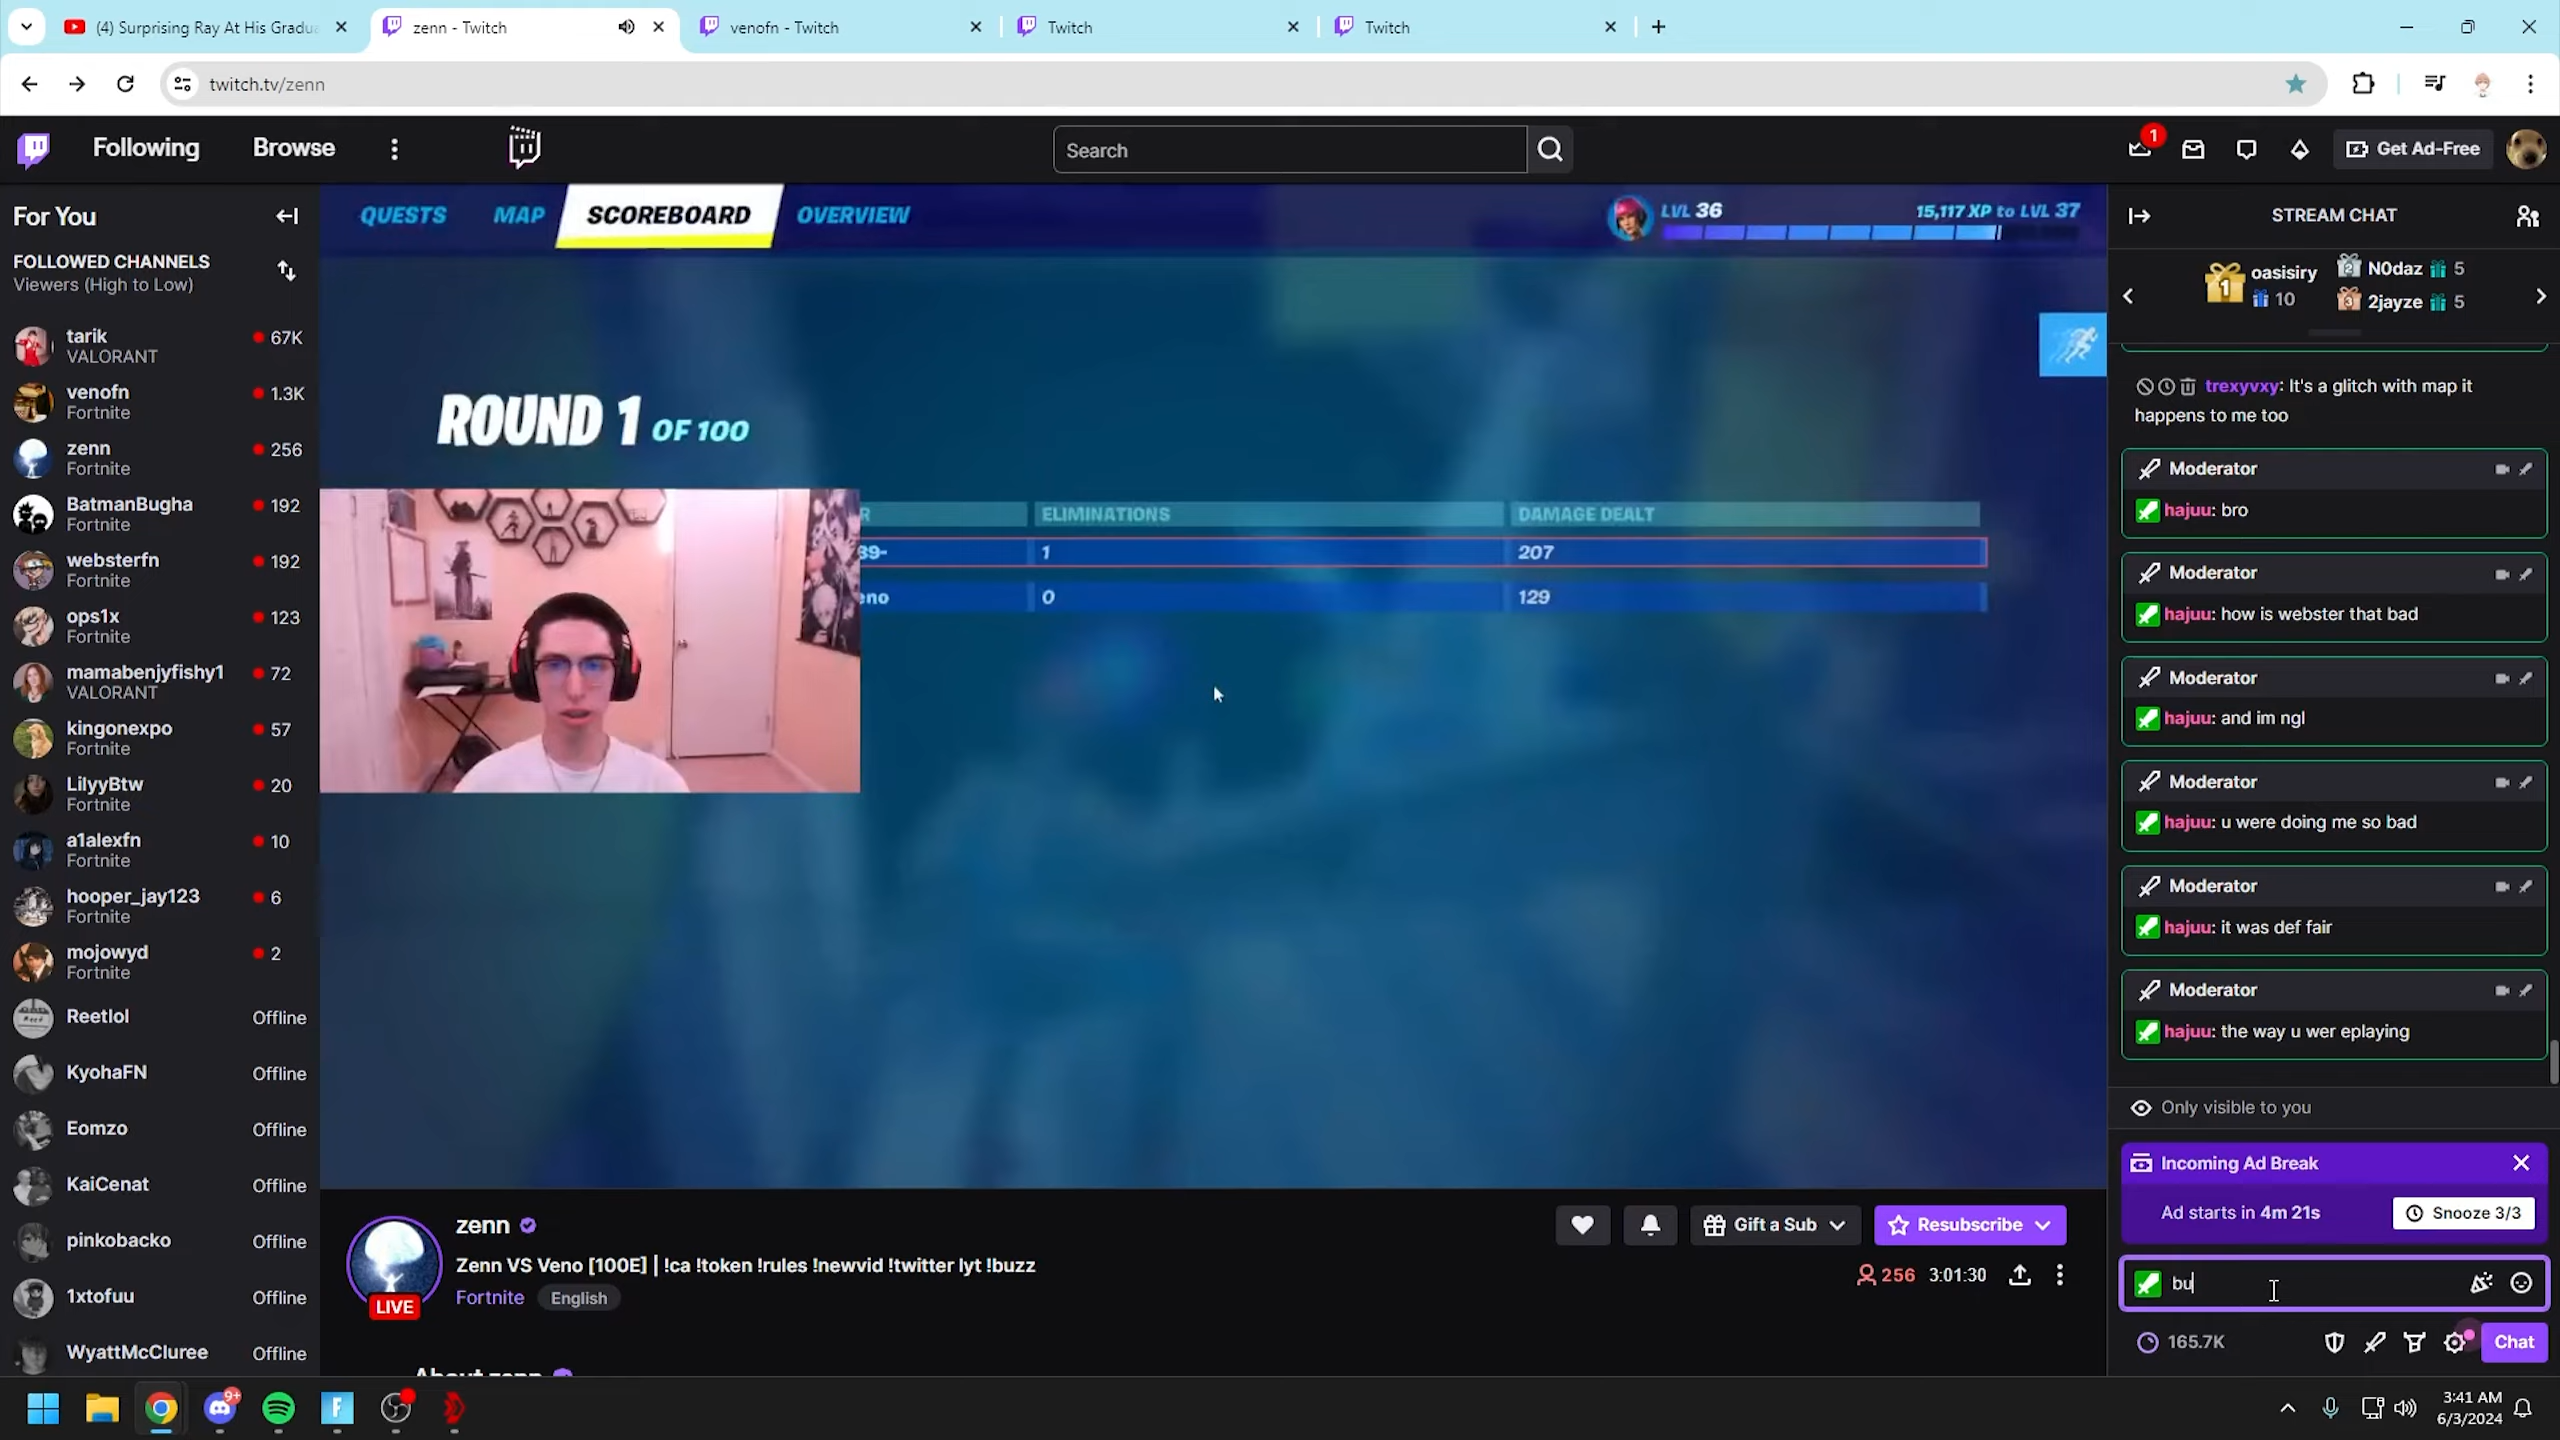 (4) Surprising Ray At His Gradu
zenn - Twitch
venofn - Twitch
Twitch
Twitch
twitch.tv/zenn
Following
Browse
Search
1
Get Ad-Free
For You
FOLLOWED CHANNELS
Viewers (High to Low)
tarik
VALORANT
67K
venofn
Fortnite
1.3K
zenn
Fortnite
256
BatmanBugha
Fortnite
192
websterfn
Fortnite
192
ops1x
Fortnite
123
mamabenjyfishy1
VALORANT
72
kingonexpo
Fortnite
57
LilyyBtw
Fortnite
20
a1alexfn
Fortnite
10
hooper_jay123
Fortnite
6
mojowyd
Fortnite
2
Reetlol
Offline
KyohaFN
Offline
Eomzo
Offline
KaiCenat
Offline
pinkobacko
Offline
1xtofuu
Offline
WyattMcCluree
Offline
QUESTS
MAP
SCOREBOARD
OVERVIEW
LVL 36
15,117 XP to LVL 37
ROUND 1 OF 100
R
ELIMINATIONS
DAMAGE DEALT
39-
1
207
eno
0
129
LIVE
zenn
Zenn VS Veno [100E] | !ca !token !rules !newvid !twitter lyt !buzz
Fortnite
English
Gift a Sub
Resubscribe
256
3:01:30
About zenn
STREAM CHAT
1
oasisiry
10
2
N0daz
5
3
2jayze
5
trexyvxy: It's a glitch with map it
happens to me too
Moderator
hajuu: bro
Moderator
hajuu: how is webster that bad
Moderator
hajuu: and im ngl
Moderator
hajuu: u were doing me so bad
Moderator
hajuu: it was def fair
Moderator
hajuu: the way u wer eplaying
Only visible to you
Incoming Ad Break
Ad starts in 4m 21s
Snooze 3/3
bu
165.7K
Chat
9+
3:41 AM
6/3/2024